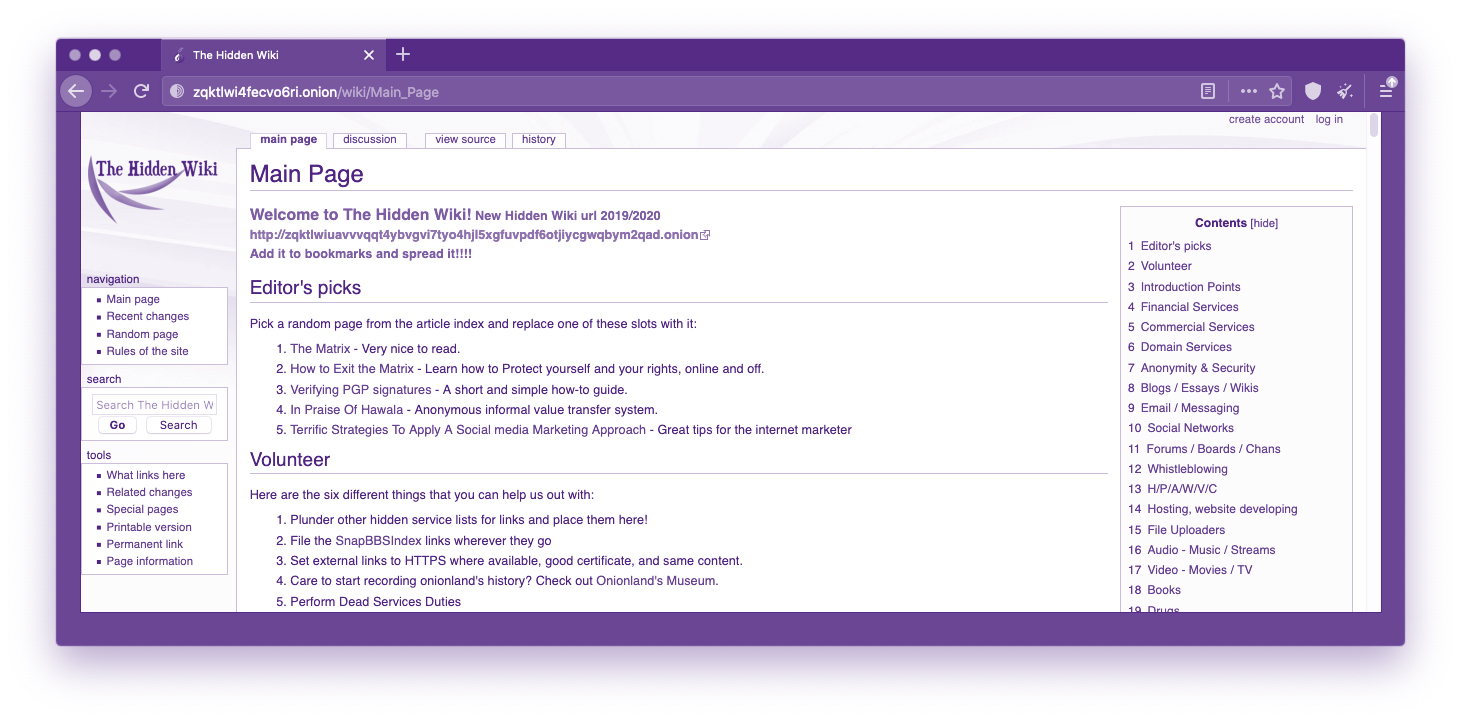 The Hidden Wiki
zqktlwi4fecvo6ri.onion/wiki/Main_Page
create account log in
main page discussion view source history
The Hidden Wiki
navigation
Main page
Recent changes
Random page
Rules of the site
search
Search The Hidden W
Go Search
tools
What links here
Related changes
Special pages
Printable version
Permanent link
Page information
Main Page
Welcome to The Hidden Wiki! New Hidden Wiki url 2019/2020
http://zqktlwiuavvvqqt4ybvgvi7tyo4hjl5xgfuvpdf6otjiycgwqbym2qad.onion
Add it to bookmarks and spread it!!!!
Editor's picks
Pick a random page from the article index and replace one of these slots with it:
1. The Matrix - Very nice to read.
2. How to Exit the Matrix - Learn how to Protect yourself and your rights, online and off.
3. Verifying PGP signatures - A short and simple how-to guide.
4. In Praise Of Hawala - Anonymous informal value transfer system.
5. Terrific Strategies To Apply A Social media Marketing Approach - Great tips for the internet marketer
Volunteer
Here are the six different things that you can help us out with:
1. Plunder other hidden service lists for links and place them here!
2. File the SnapBBSIndex links wherever they go
3. Set external links to HTTPS where available, good certificate, and same content.
4. Care to start recording onionland's history? Check out Onionland's Museum.
5. Perform Dead Services Duties
Contents [hide]
1 Editor's picks
2 Volunteer
3 Introduction Points
4 Financial Services
5 Commercial Services
6 Domain Services
7 Anonymity & Security
8 Blogs / Essays / Wikis
9 Email / Messaging
10 Social Networks
11 Forums / Boards / Chans
12 Whistleblowing
13 H/P/A/W/V/C
14 Hosting, website developing
15 File Uploaders
16 Audio - Music / Streams
17 Video - Movies / TV
18 Books
19 Drugs